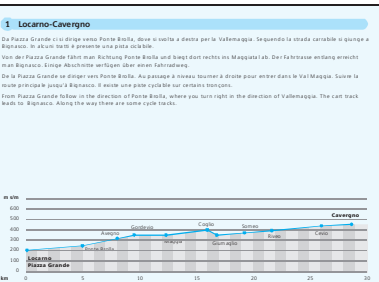 1 Locarno-Cavergno
Da Piazza Grande ci si dirige verso Ponte Brolla, dove si svolta a destra per la Vallemaggia. Seguendo la strada carrabile si giunge a
Bignasco. In alcuni tratti è presente una pista ciclabile.
Von der Piazza Grande fährt man Richtung Ponte Brolla und biegt dort rechts ins Maggiatal ab. Der Fahrtrasse entlang erreicht
man Bignasco. Einige Abschnitte verfügen über einen Fahrradweg.
De la Piazza Grande se diriger vers Ponte Brolla. Au passage à niveau tourner à droite pour entrer dans le Val Maggia. Suivre la
route principale jusqu'à Bignasco. Il existe une piste cyclable sur certains tronçons.
From Piazza Grande follow in the direction of Ponte Brolla, where you turn right in the direction of Vallemaggia. The cart track
leads to Bignasco. Along the way there are some cycle tracks.
m s/m
600
500
400
300
200
100
0
Cavergno
Coglio
Gordevio
Someo
Avegno
Cevio
Riveo
Maggia
Giumaglio
Ponte Brolla
Locarno
Piazza Grande
km 0 5 10 15 20 25 30